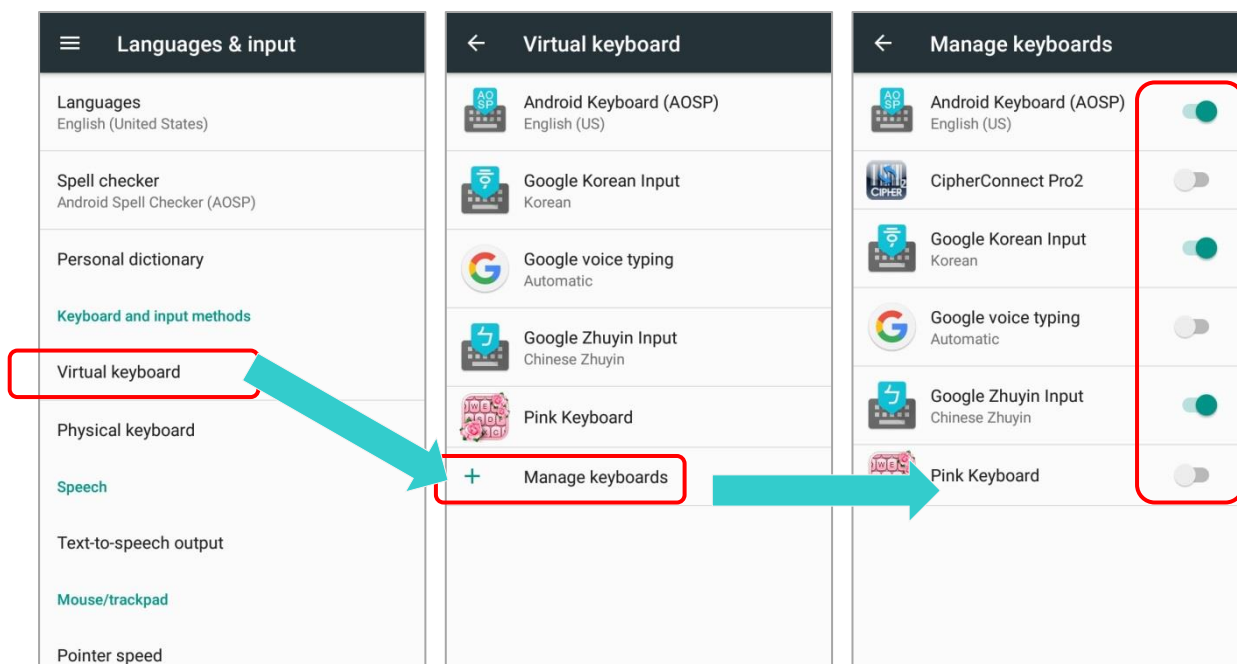 Languages & input
Languages
English (United States)
Spell checker
Android Spell Checker (AOSP)
Personal dictionary
Keyboard and input methods
Virtual keyboard
Physical keyboard
Speech
Text-to-speech output
Mouse/trackpad
Pointer speed
Virtual keyboard
AO
SP
Android Keyboard (AOSP)
English (US)
Google Korean Input
Korean
G
Google voice typing
Automatic
ㄅ
Google Zhuyin Input
Chinese Zhuyin
Pink Keyboard
+ Manage keyboards
Manage keyboards
AO
SP
Android Keyboard (AOSP)
English (US)
CIPHER
CipherConnect Pro2
Google Korean Input
Korean
G
Google voice typing
Automatic
ㄅ
Google Zhuyin Input
Chinese Zhuyin
Pink Keyboard